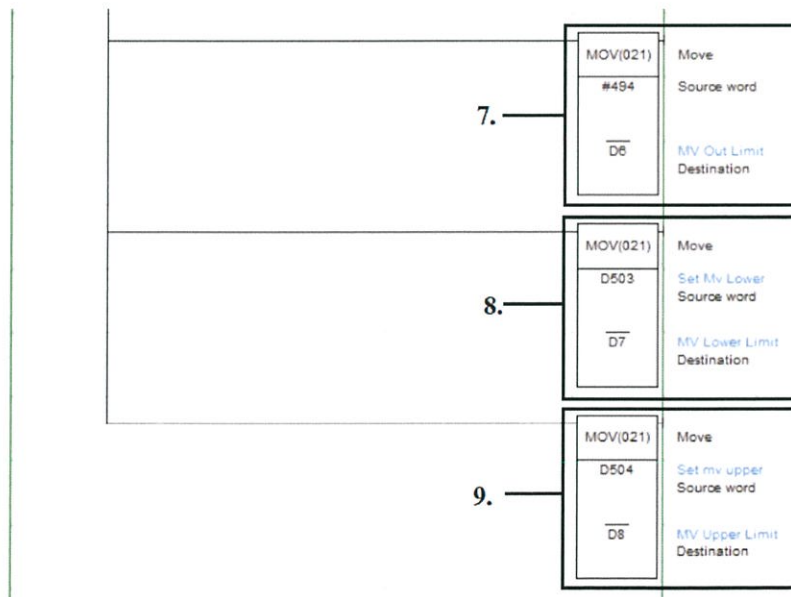 MOV(021) Move
#494 Source word
7.
D6 MV Out Limit
Destination
MOV(021) Move
D503 Set Mv Lower
Source word
8.
D7 MV Lower Limit
Destination
MOV(021) Move
D504 Set mv upper
Source word
9.
D8 MV Upper Limit
Destination